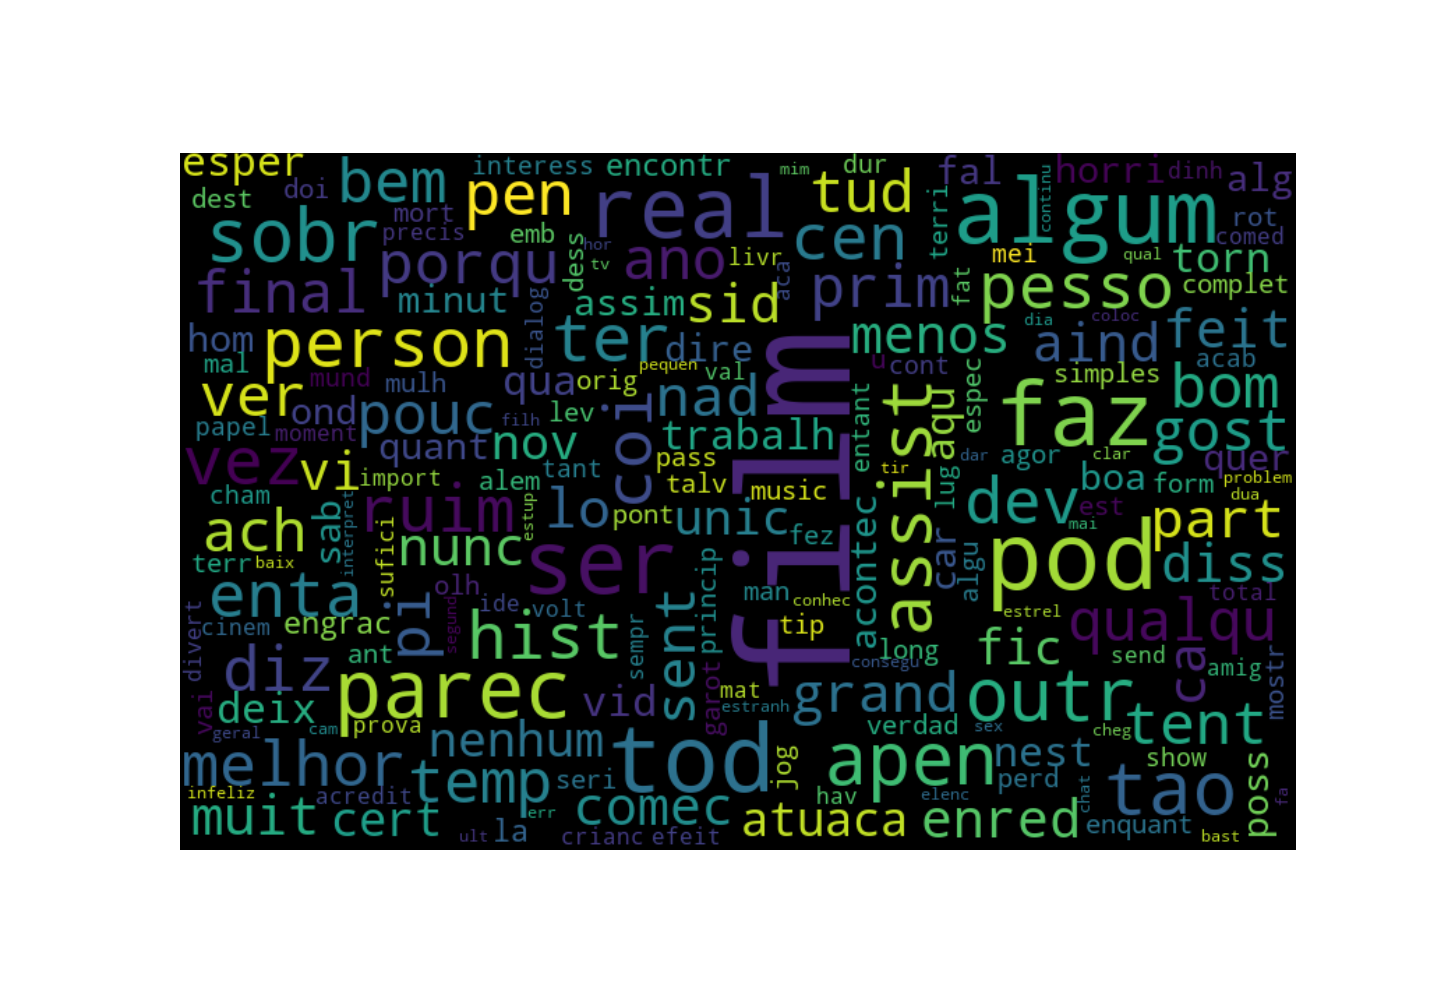 esper
interess
encontr
mim
dur
fal
horri
dinh
alg
dest
doi
bem
pen
real
tud
terri
algum
continu
rot
mort
precis
emb
sobr
hor
cen
comed
porqu
dess
tv
ano
livr
aca
mei
qual
torn
final
minut
dialog
assim
sid
prim
fat
pesso
complet
hom
person
ter
dire
menos
dia
coloc
aind
feit
mal
mund
mulh
qua
orig
pequen
val
u
cont
acab
simples
ver
ond
pouc
filh
lev
coi
nad
film
entant
assist
aqu
espec
faz
bom
papel
moment
quant
nov
trabalh
gost
vez
vi
import
alem
tant
pass
talv
music
tir
lug
dar
agor
clar
quer
boa
form
problem
dua
cham
sab
interpret
ruim
estup
lo
pont
unic
fez
acontec
car
dev
mai
est
part
ach
sufici
nunc
ser
algu
pod
diss
terr
baix
olh
ide
volt
princip
man
conhec
total
enta
pi
segund
hist
sent
sempr
tip
estrel
qualqu
divert
cinem
engrac
long
fic
send
amig
ant
consegu
ca
mostr
diz
parec
vid
garot
mat
estranh
grand
outr
tent
vai
deix
prova
verdad
sex
cheg
geral
cam
nenhum
tod
jog
apen
nest
show
poss
melhor
temp
seri
perd
chat
tao
fa
infeliz
acredit
err
comec
hav
elenc
muit
cert
ult
la
crianc
efeit
atuaca
enred
enquant
bast